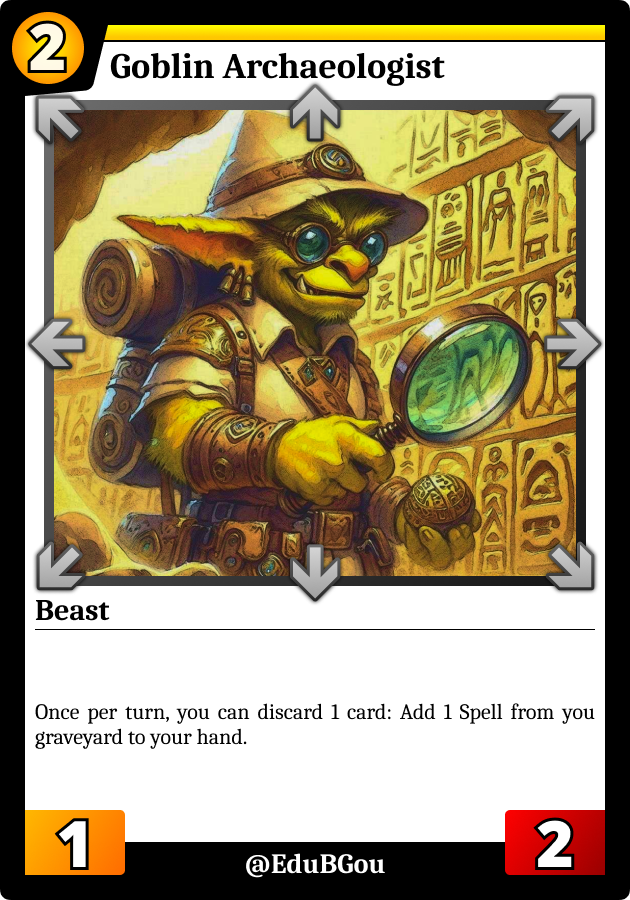 2
Goblin Archaeologist
Beast
Once per turn, you can discard 1 card: Add 1 Spell from you
graveyard to your hand.
1
@EduBGou
2